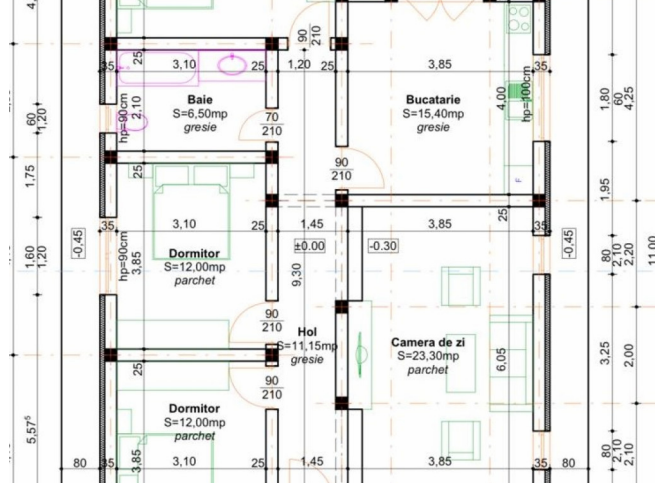 90
210
35
25
3,10
25
1,20
25
3,85
35
60
1,20
hp=90cm
2,10
Baie
S=6,50mp
gresie
70
210
Bucatarie
S=15,40mp
gresie
4,00
hp=100cm
1,80
60
4,25
F
1,75
25
90
210
1,95
35
3,10
25
1,45
25
3,85
35
-0,45
±0.00
-0.30
-0,45
1,60
1,20
hp=90cm
3,85
Dormitor
S=12,00mp
parchet
9,30
80
2,10
2,20
11,00
90
210
Hol
S=11,15mp
gresie
Camera de zi
S=23,30mp
parchet
6,05
3,25
2,00
25
90
210
Dormitor
S=12,00mp
parchet
5,57⁵
80
35
3,85
3,10
25
1,45
3,85
35
80
80
2,10
2,10